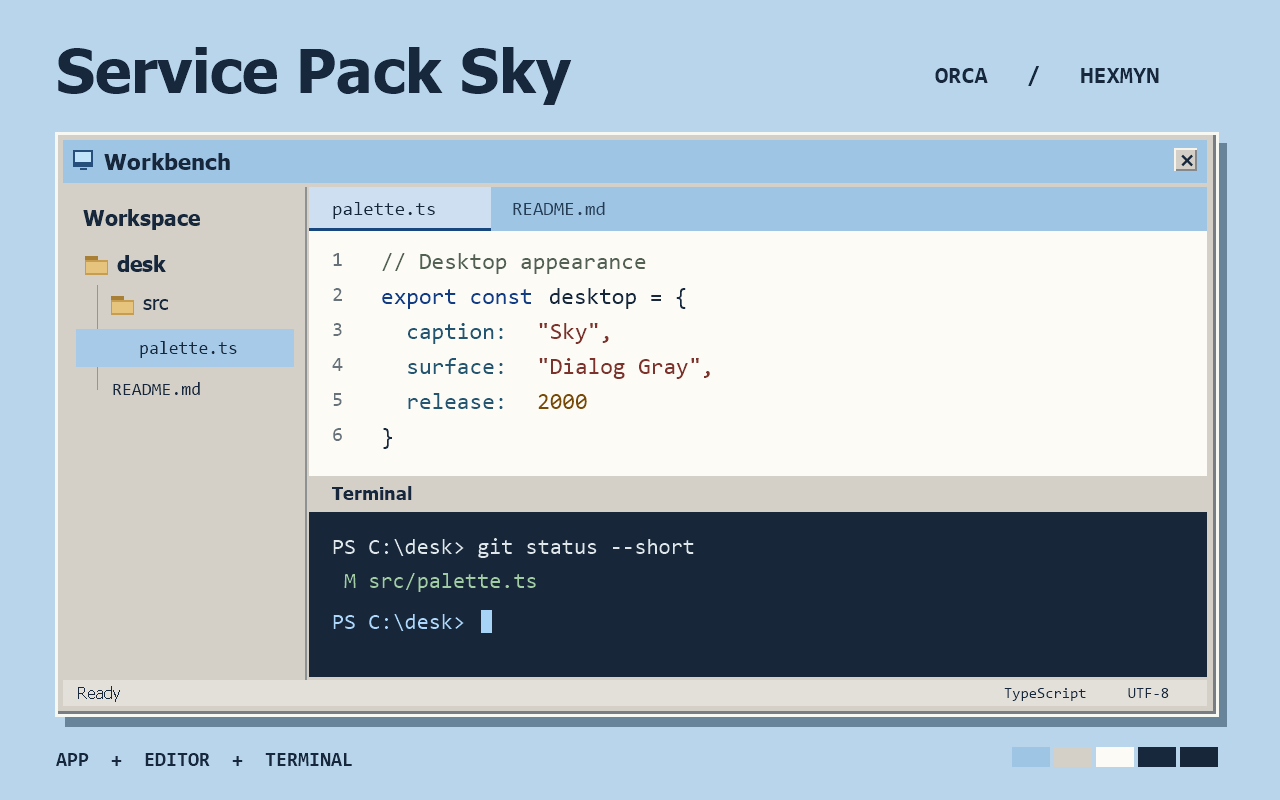 Service Pack Sky
ORCA / HEXMYN
Workbench
Workspace
desk
src
palette.ts
README.md
palette.ts README.md
1 // Desktop appearance
2 export const desktop = {
3 caption: "Sky",
4 surface: "Dialog Gray",
5 release: 2000
6 }
Terminal
PS C:\desk> git status --short
M src/palette.ts
PS C:\desk>
Ready
TypeScript UTF-8
APP + EDITOR + TERMINAL